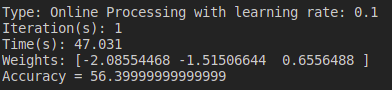 Type: Online Processing with learning rate: 0.1
Iteration(s): 1
Time(s): 47.031
Weights: [-2.08554468 -1.51506644  0.6556488 ]
Accuracy = 56.39999999999999